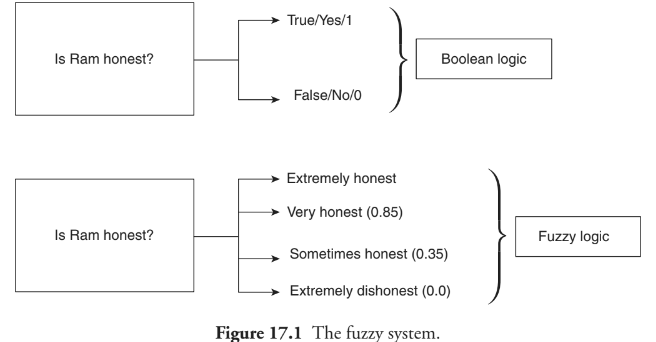 Is Ram honest?
True/Yes/1
False/No/0
Boolean logic
Is Ram honest?
Extremely honest
Very honest (0.85)
Sometimes honest (0.35)
Extremely dishonest (0.0)
Fuzzy logic
Figure 17.1 The fuzzy system.